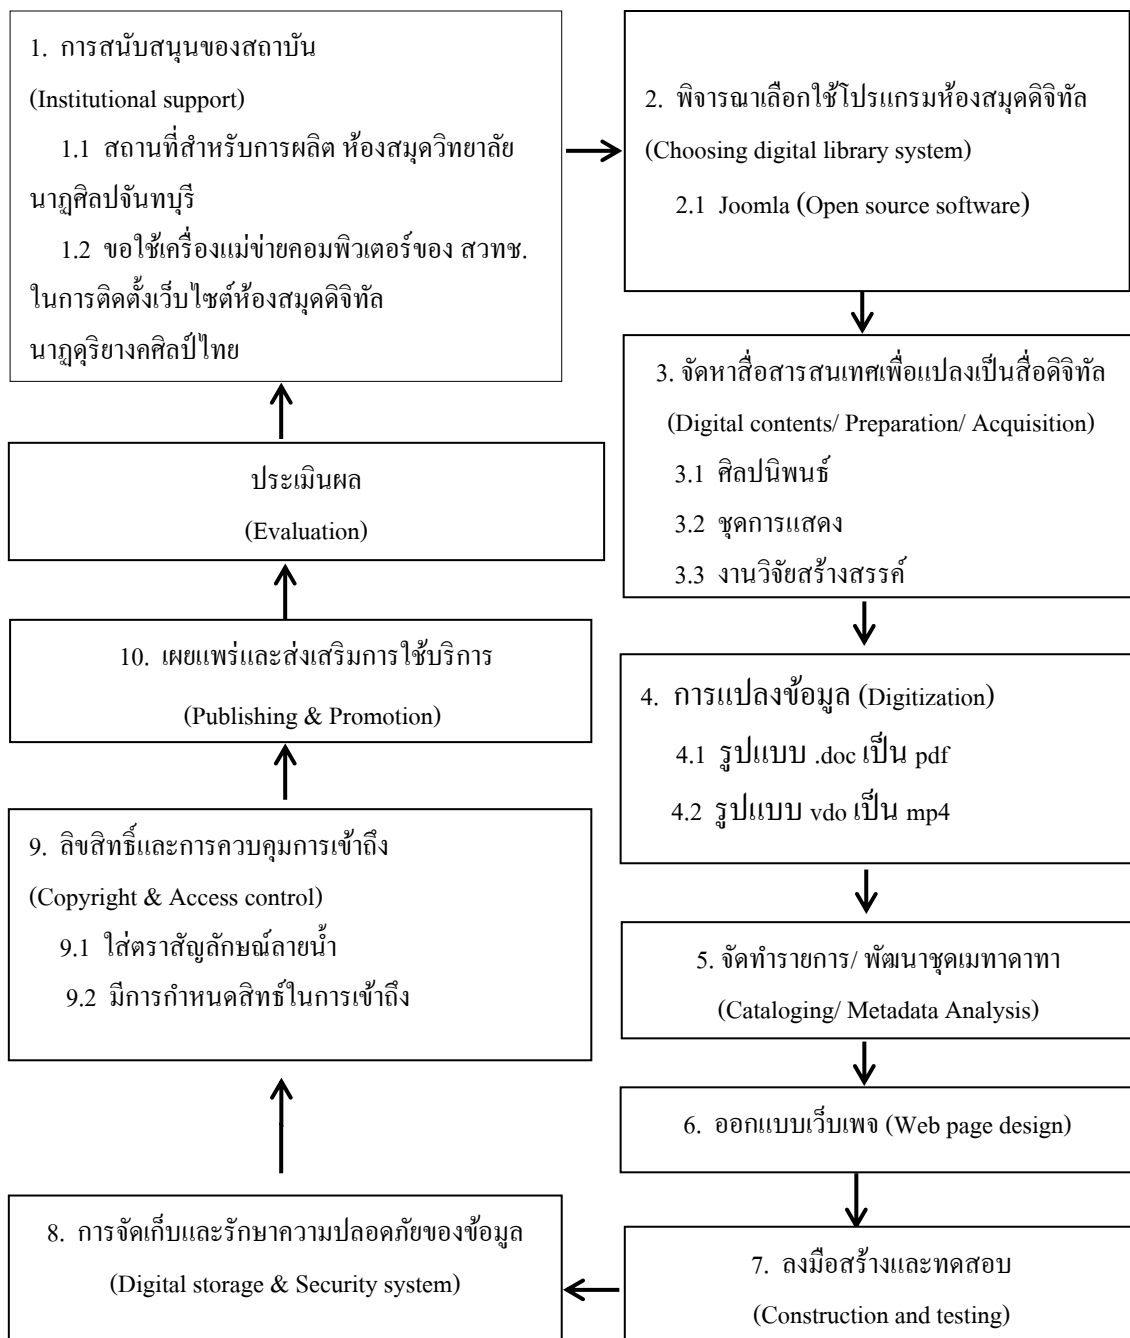 1. การสนับสนุนของสถาบัน
(Institutional support)
1.1 สถานที่สำหรับการผลิต ห้องสมุดวิทยาลัย
นาฏศิลปจันทบุรี
1.2 ขอใช้เครื่องแม่ข่ายคอมพิวเตอร์ของ สวทช.
ในการติดตั้งเว็บไซต์ห้องสมุดดิจิทัล
นาฏดุริยางคศิลป์ไทย
2. พิจารณาเลือกใช้โปรแกรมห้องสมุดดิจิทัล
(Choosing digital library system)
2.1 Joomla (Open source software)
3. จัดหาสื่อสารสนเทศเพื่อแปลงเป็นสื่อดิจิทัล
(Digital contents/ Preparation/ Acquisition)
3.1 ศิลปนิพนธ์
3.2 ชุดการแสดง
3.3 งานวิจัยสร้างสรรค์
4. การแปลงข้อมูล (Digitization)
4.1 รูปแบบ .doc เป็น pdf
4.2 รูปแบบ vdo เป็น mp4
5. จัดทำรายการ/ พัฒนาชุดเมทาดาทา
(Cataloging/ Metadata Analysis)
6. ออกแบบเว็บเพจ (Web page design)
7. ลงมือสร้างและทดสอบ
(Construction and testing)
8. การจัดเก็บและรักษาความปลอดภัยของข้อมูล
(Digital storage & Security system)
9. ลิขสิทธิ์และการควบคุมการเข้าถึง
(Copyright & Access control)
9.1 ใส่ตราสัญลักษณ์ลายน้ำ
9.2 มีการกำหนดสิทธ์ในการเข้าถึง
10. เผยแพร่และส่งเสริมการใช้บริการ
(Publishing & Promotion)
ประเมินผล
(Evaluation)